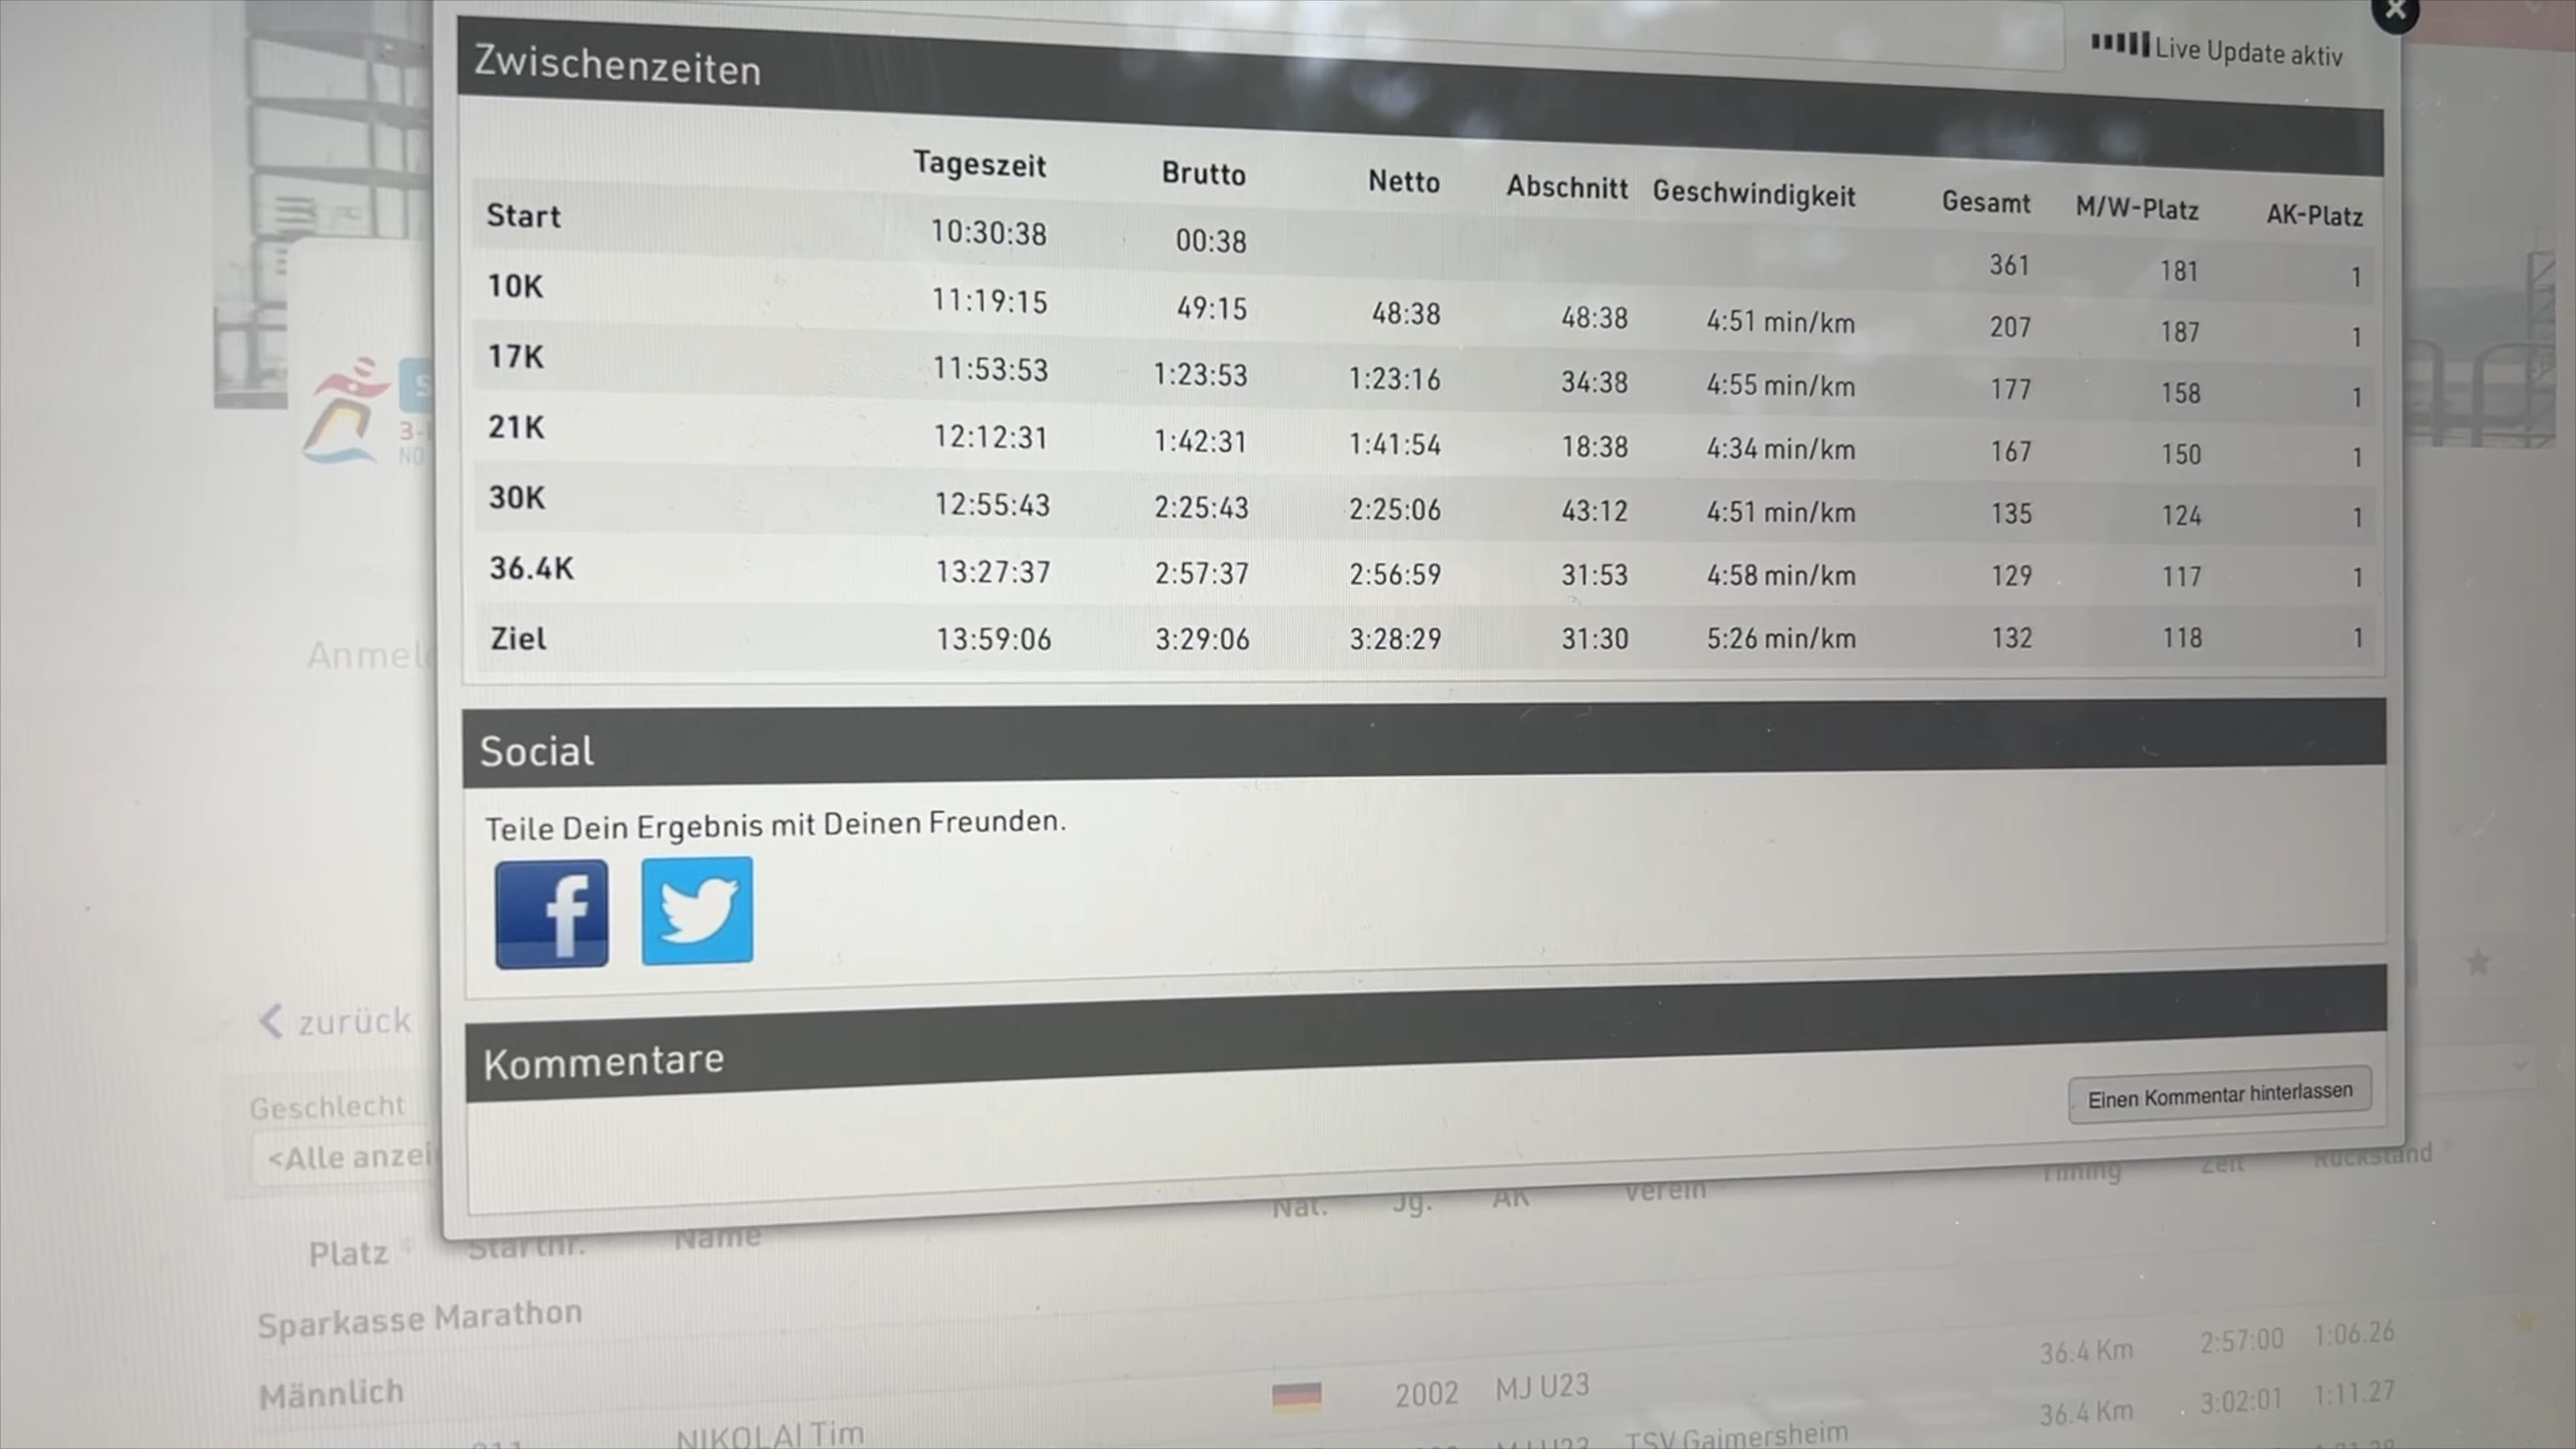 Live Update aktiv
Zwischenzeiten
Tageszeit Brutto Netto Abschnitt Geschwindigkeit Gesamt M/W-Platz AK-Platz
Start 10:30:38 00:38 361 181 1
10K 11:19:15 49:15 48:38 48:38 4:51 min/km 207 187 1
17K 11:53:53 1:23:53 1:23:16 34:38 4:55 min/km 177 158 1
21K 12:12:31 1:42:31 1:41:54 18:38 4:34 min/km 167 150 1
30K 12:55:43 2:25:43 2:25:06 43:12 4:51 min/km 135 124 1
36.4K 13:27:37 2:57:37 2:56:59 31:53 4:58 min/km 129 117 1
Ziel 13:59:06 3:29:06 3:28:29 31:30 5:26 min/km 132 118 1
Social
Teile Dein Ergebnis mit Deinen Freunden.
zurück
Kommentare
Einen Kommentar hinterlassen
Geschlecht
<Alle
Platz Startnr. Name Nat. Jg. AK Verein Timing Zeit Rückstand
Sparkasse Marathon
Männlich
NIKOLAI Tim 2002 MJ U23 36.4 Km 2:57:00 1:06.26
TSV Gaimersheim 36.4 Km 3:02:01 1:11.27